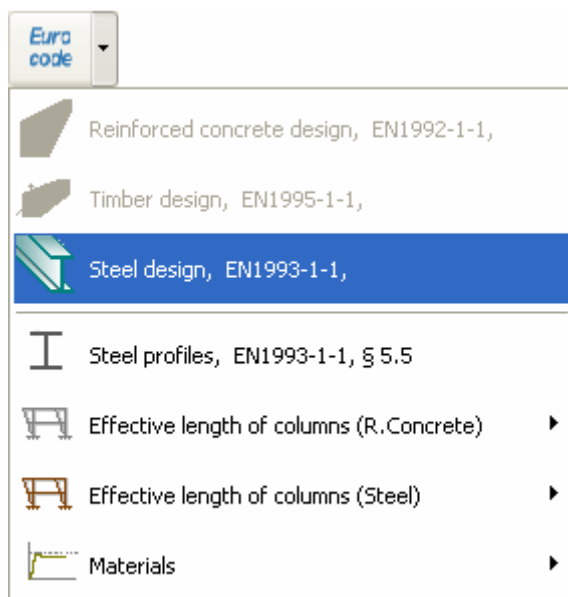 Euro
code
Reinforced concrete design, EN1992-1-1,
Timber design, EN1995-1-1,
Steel design, EN1993-1-1,
Steel profiles, EN1993-1-1, § 5.5
Effective length of columns (R.Concrete)
Effective length of columns (Steel)
Materials